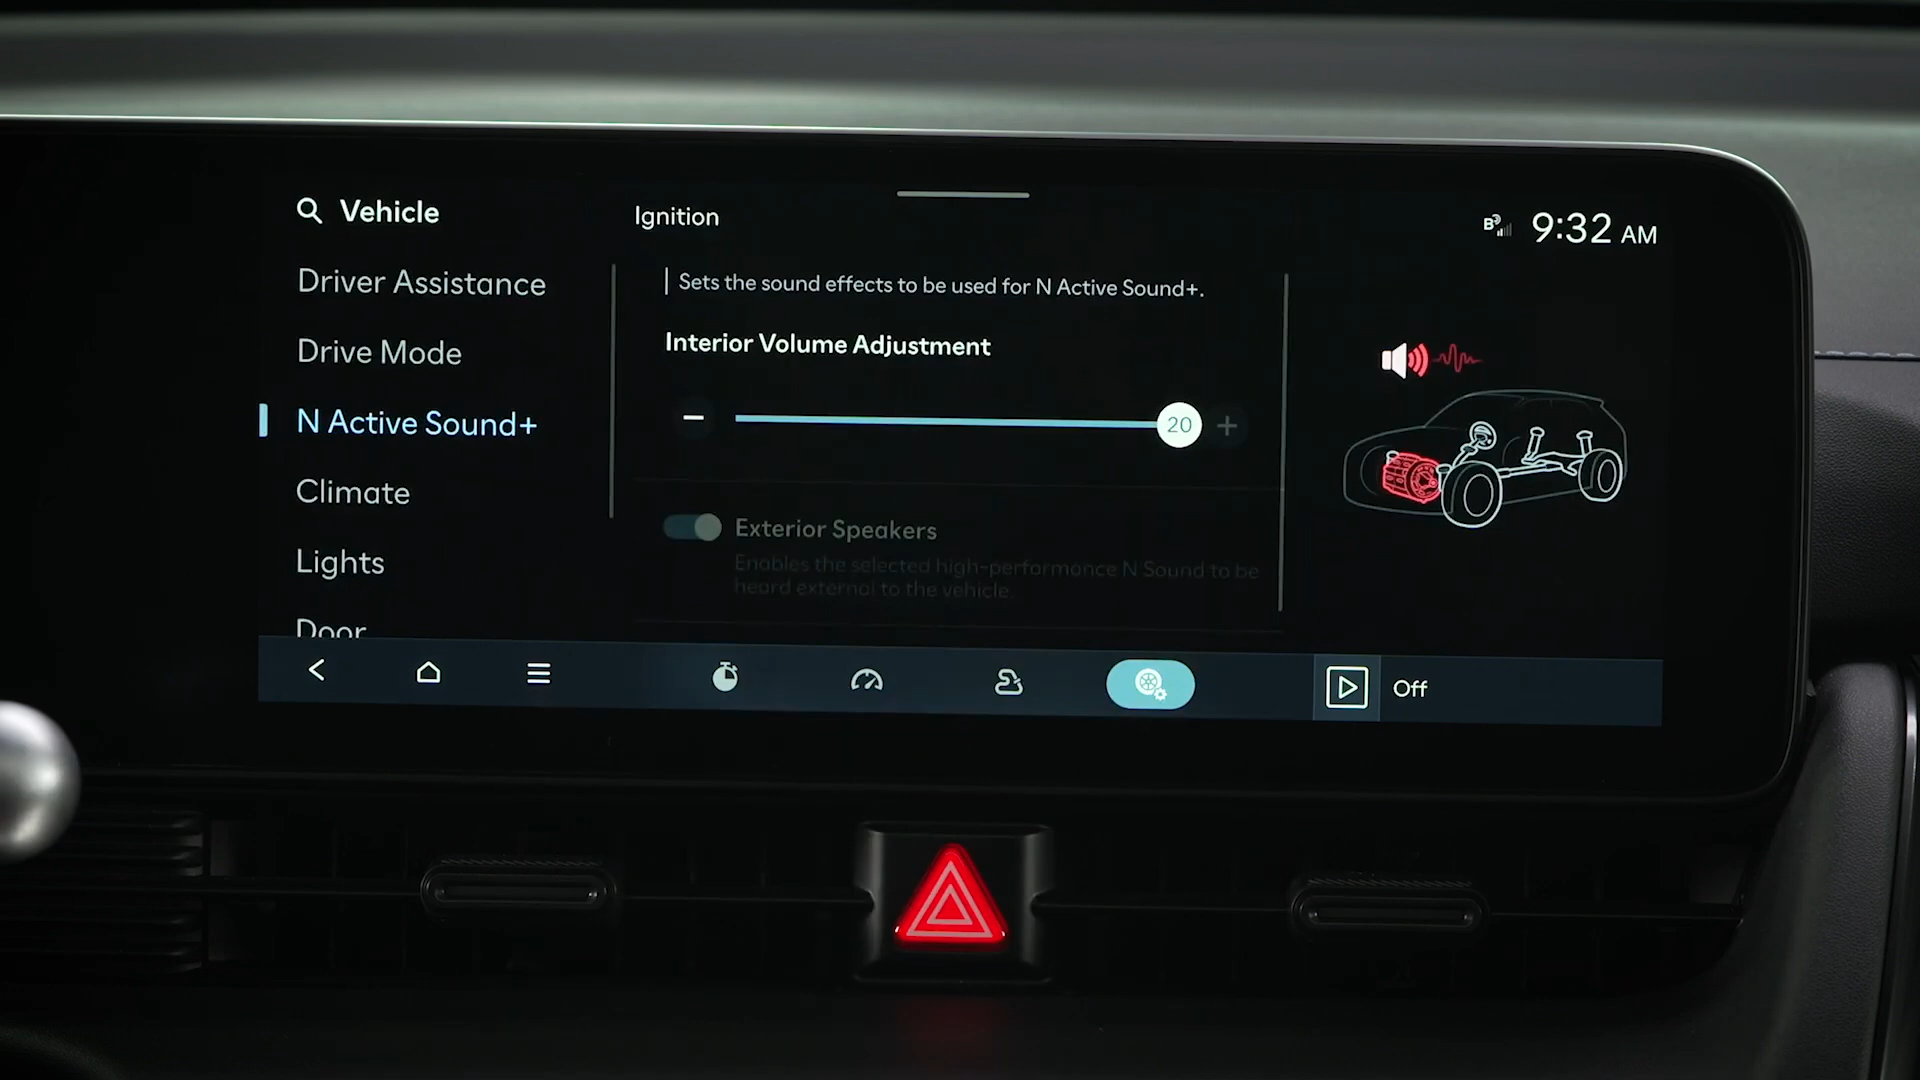 Vehicle
Driver Assistance
Drive Mode
N Active Sound+
Climate
Lights
Door
Ignition
Sets the sound effects to be used for N Active Sound+.
Interior Volume Adjustment
20
Exterior Speakers
Enables the selected high-performance N Sound to be
heard external to the vehicle.
B 9:32 AM
Off